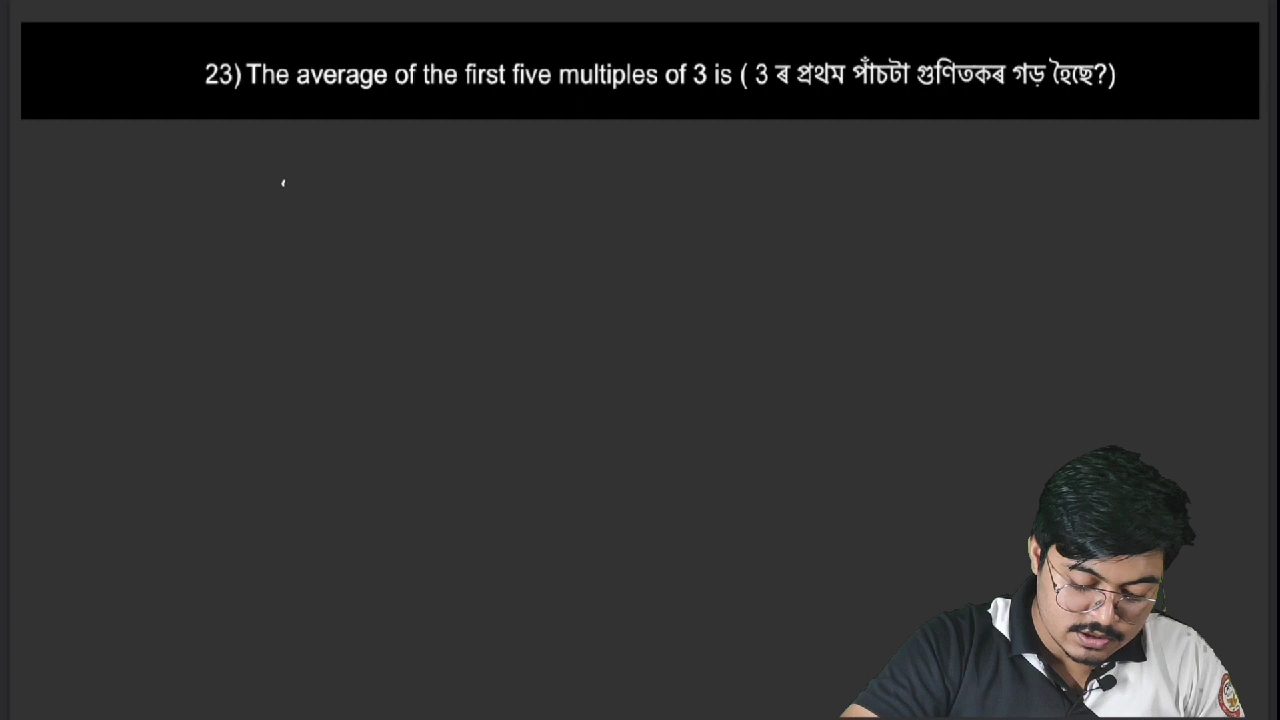 23) The average of the first five multiples of 3 is ( 3 ৰ প্ৰথম পাঁচটা গুণিতকৰ গড় হৈছে?)